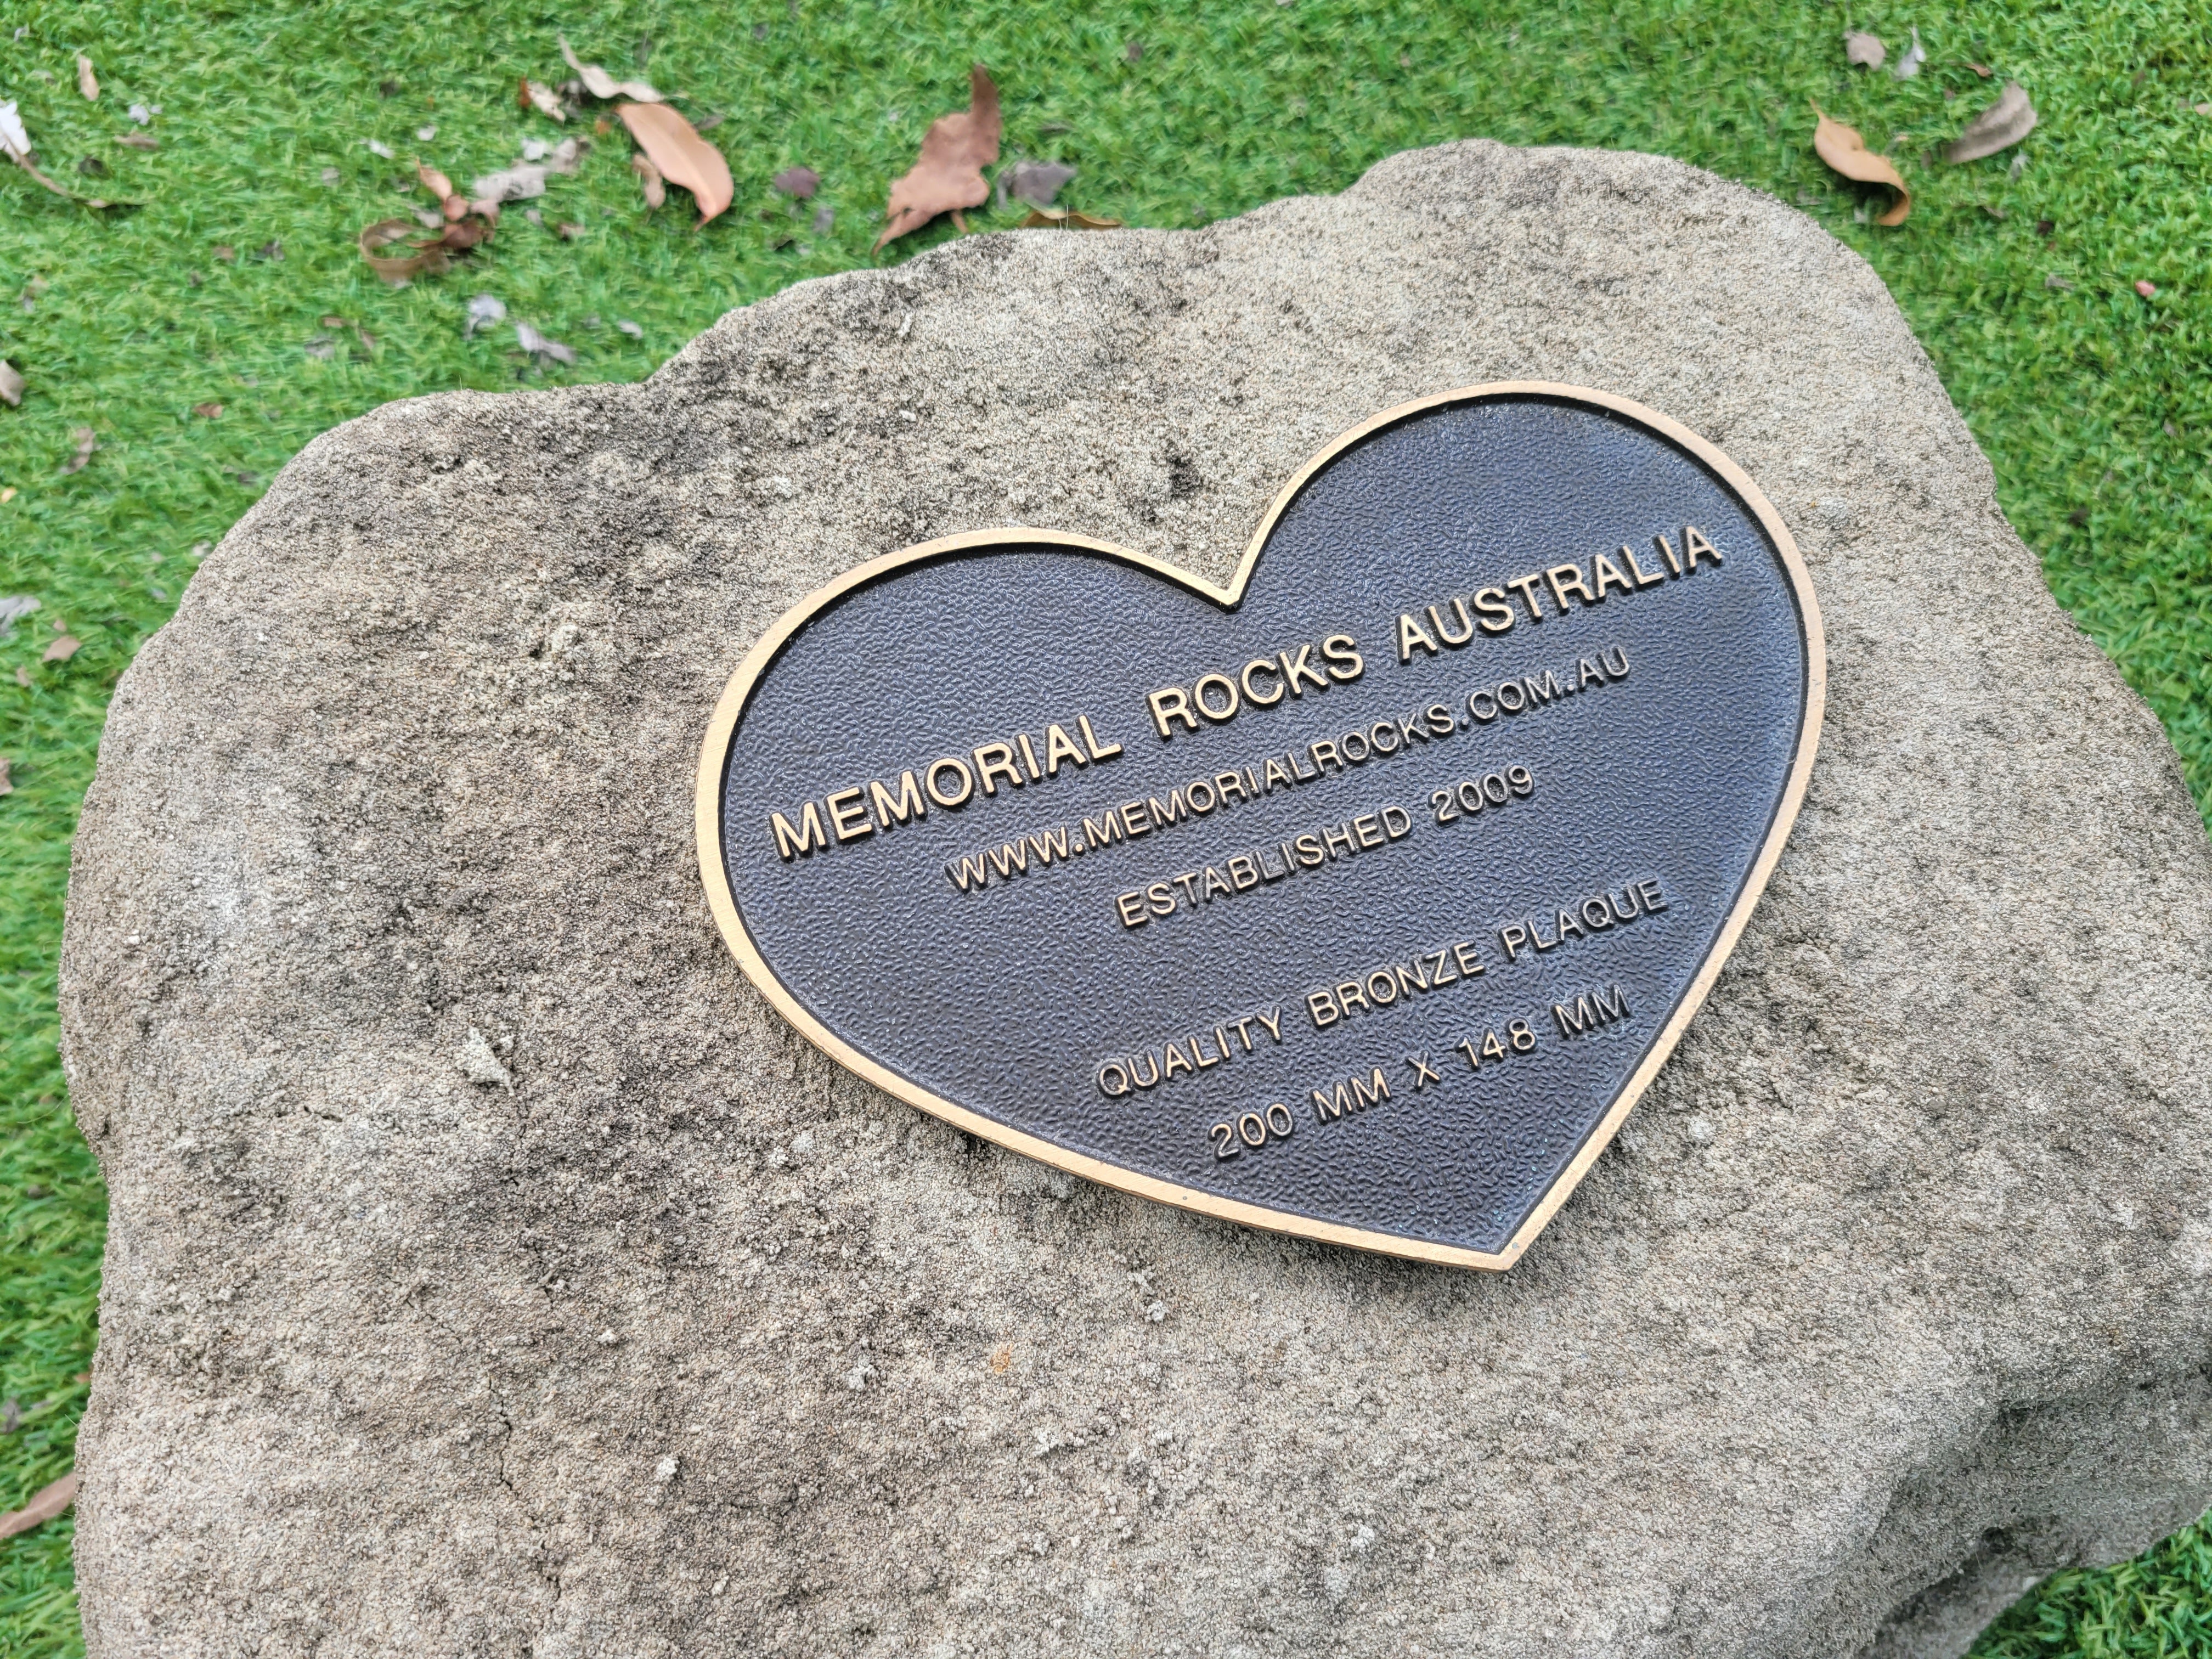 MEMORIAL ROCKS AUSTRALIA
WWW.MEMORIALROCKS.COM.AU
ESTABLISHED 2009
QUALITY BRONZE PLAQUE
200 MM X 148 MM